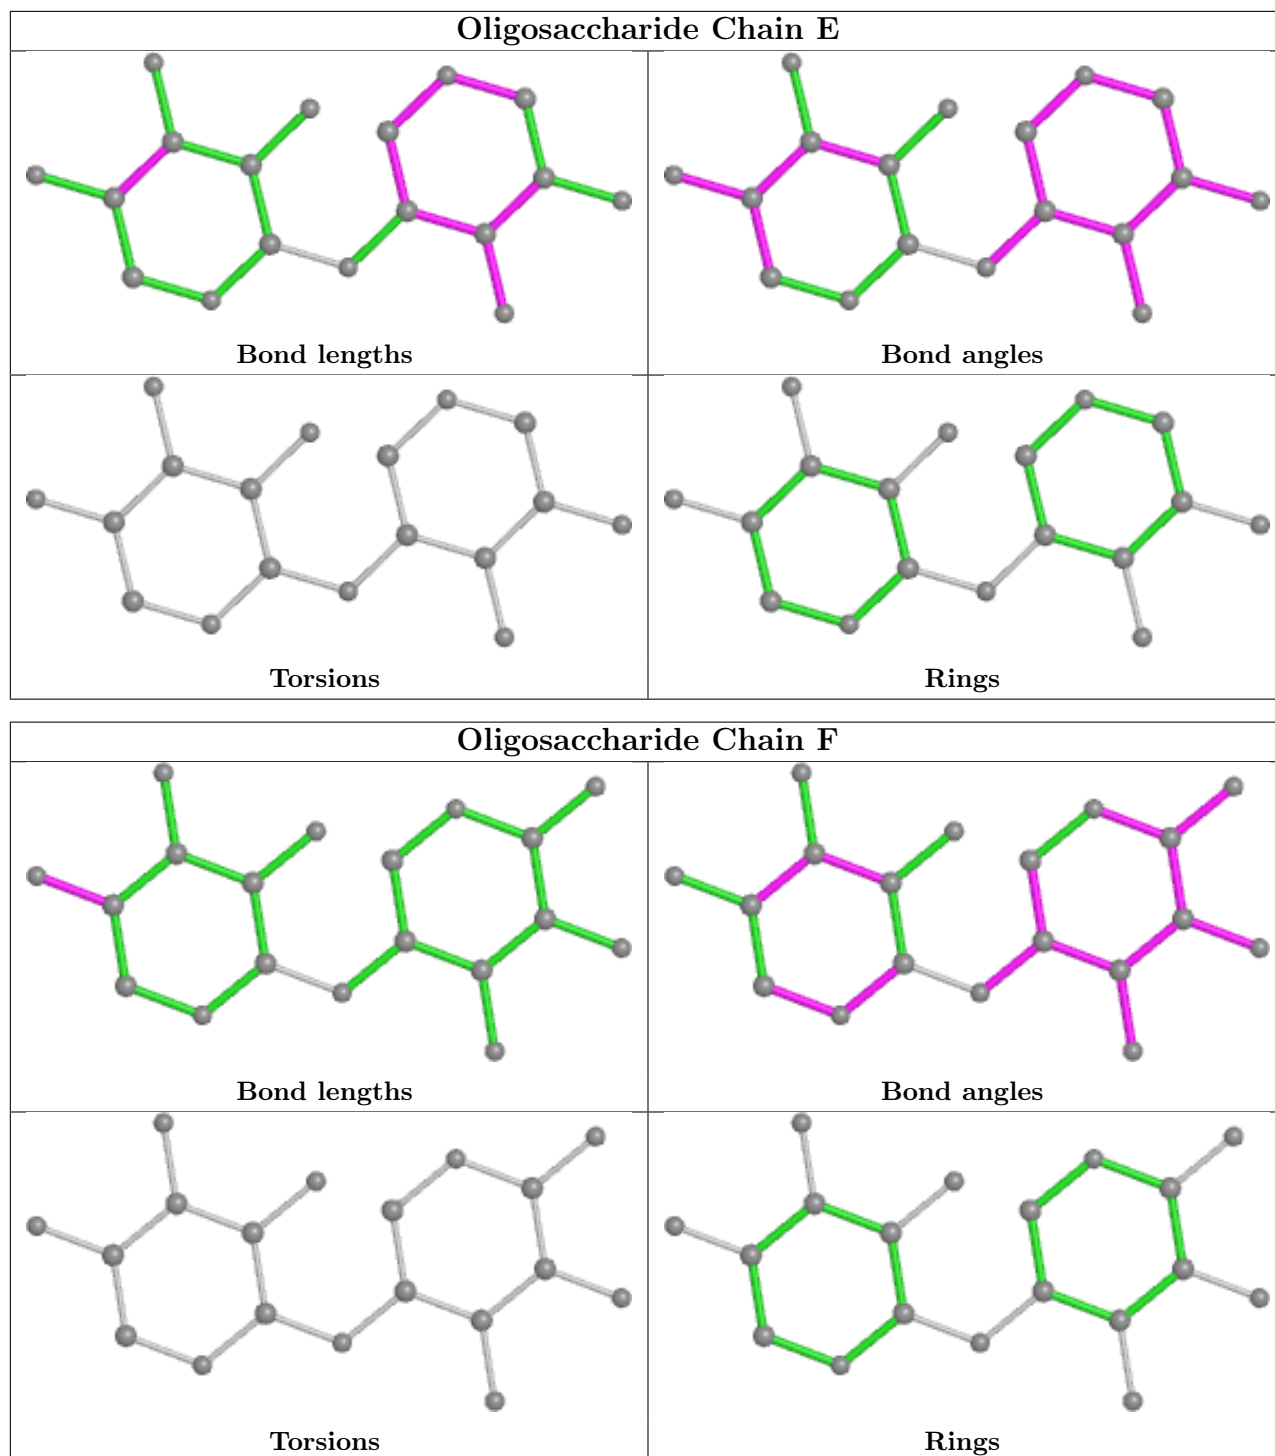 Oligosaccharide Chain E
Bond lengths
Bond angles
Torsions
Rings
Oligosaccharide Chain F
Bond lengths
Bond angles
Torsions
Rings